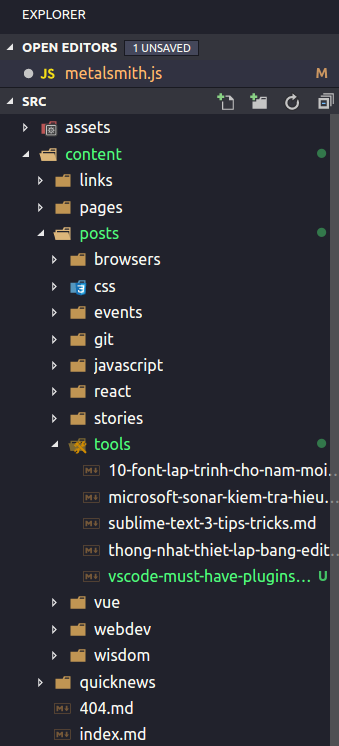 EXPLORER
OPEN EDITORS 1 UNSAVED
JS metalsmith.js M
SRC
assets
content
links
pages
posts
browsers
css
events
git
javascript
react
stories
tools
10-font-lap-trinh-cho-nam-moi...
microsoft-sonar-kiem-tra-hieu...
sublime-text-3-tips-tricks.md
thong-nhat-thiet-lap-bang-edit...
vscode-must-have-plugins... U
vue
webdev
wisdom
quicknews
404.md
index.md